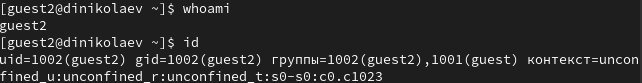 [guest2@dinikolaev ~]$ whoami
guest2
[guest2@dinikolaev ~]$ id
uid=1002(guest2) gid=1002(guest2) группы=1002(guest2),1001(guest) контекст=uncon
fined_u:unconfined_r:unconfined_t:s0-s0:c0.c1023